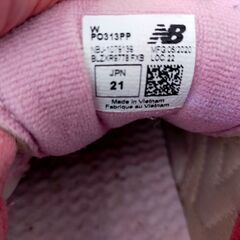 W
PO313PP
MFG 08/2020
LOC: 22
JPN
21
Made in Vietnam
Fabriqué au Vietnam